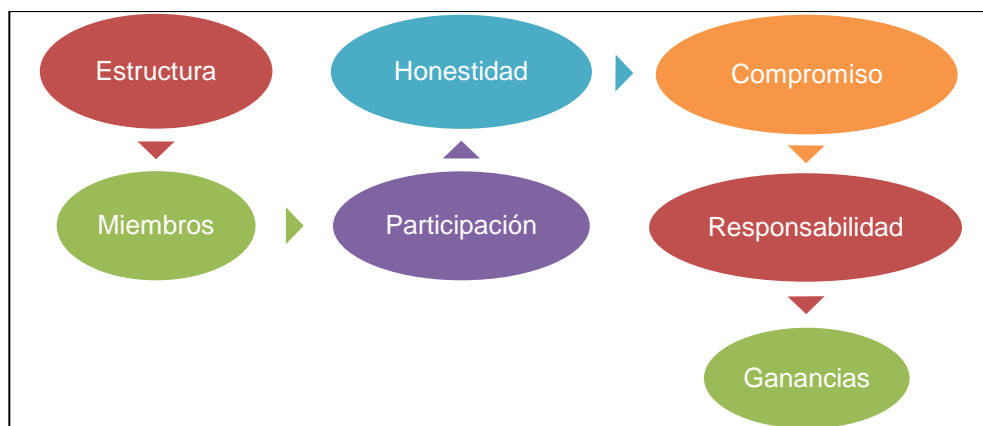 Estructura
Miembros
Participación
Honestidad
Compromiso
Responsabilidad
Ganancias